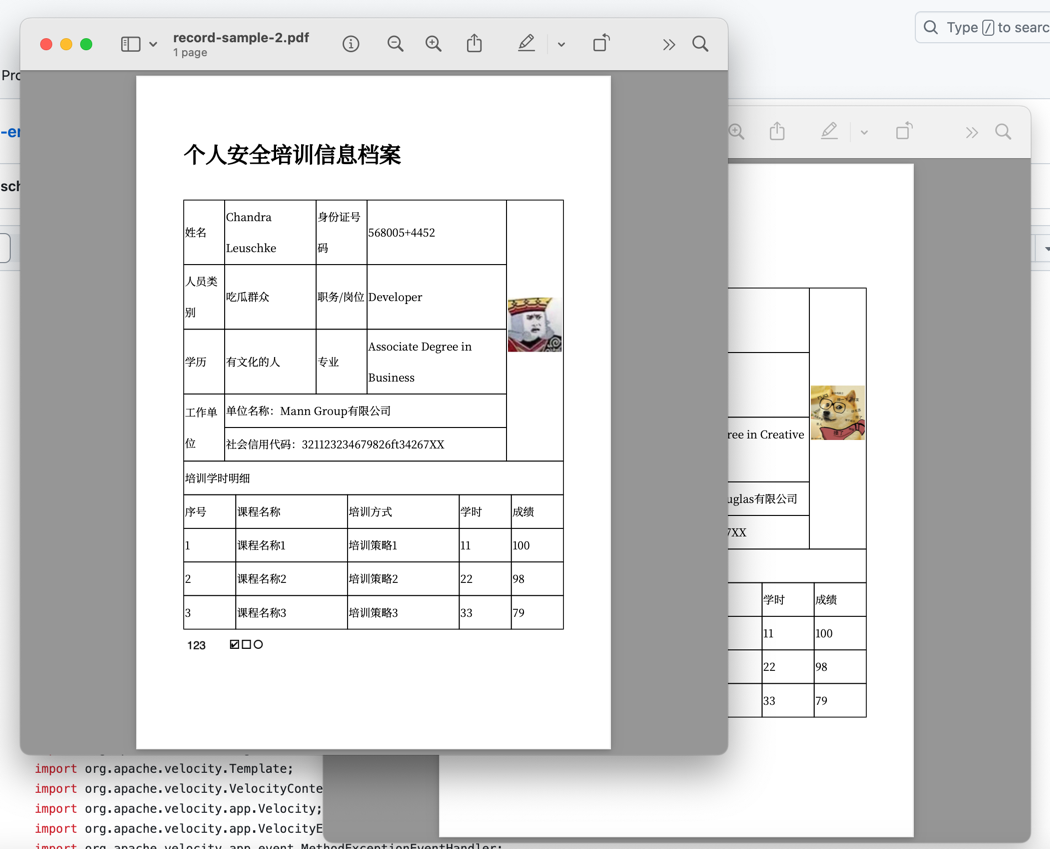 Type / to searc
record-sample-2.pdf
1 page
Pro
-er
sch
个人安全培训信息档案
姓名
Chandra
Leuschke
身份证号
码
568005+4452
人员类
别
吃瓜群众
职务/岗位
Developer
学历
有文化的人
专业
Associate Degree in
Business
工作单
位
单位名称：Mann Group有限公司
社会信用代码：321123234679826ft34267XX
培训学时明细
序号 课程名称 培训方式 学时 成绩
1 课程名称1 培训策略1 11 100
2 课程名称2 培训策略2 22 98
3 课程名称3 培训策略3 33 79
123 ☑☐○
ree in Creative
uglas有限公司
7XX
学时 成绩
11 100
22 98
33 79
import org.apache.velocity.Template;
import org.apache.velocity.VelocityConte
import org.apache.velocity.app.Velocity;
import org.apache.velocity.app.VelocityE
import org.apache.velocity.app.event.MethodExceptionEventHandler;